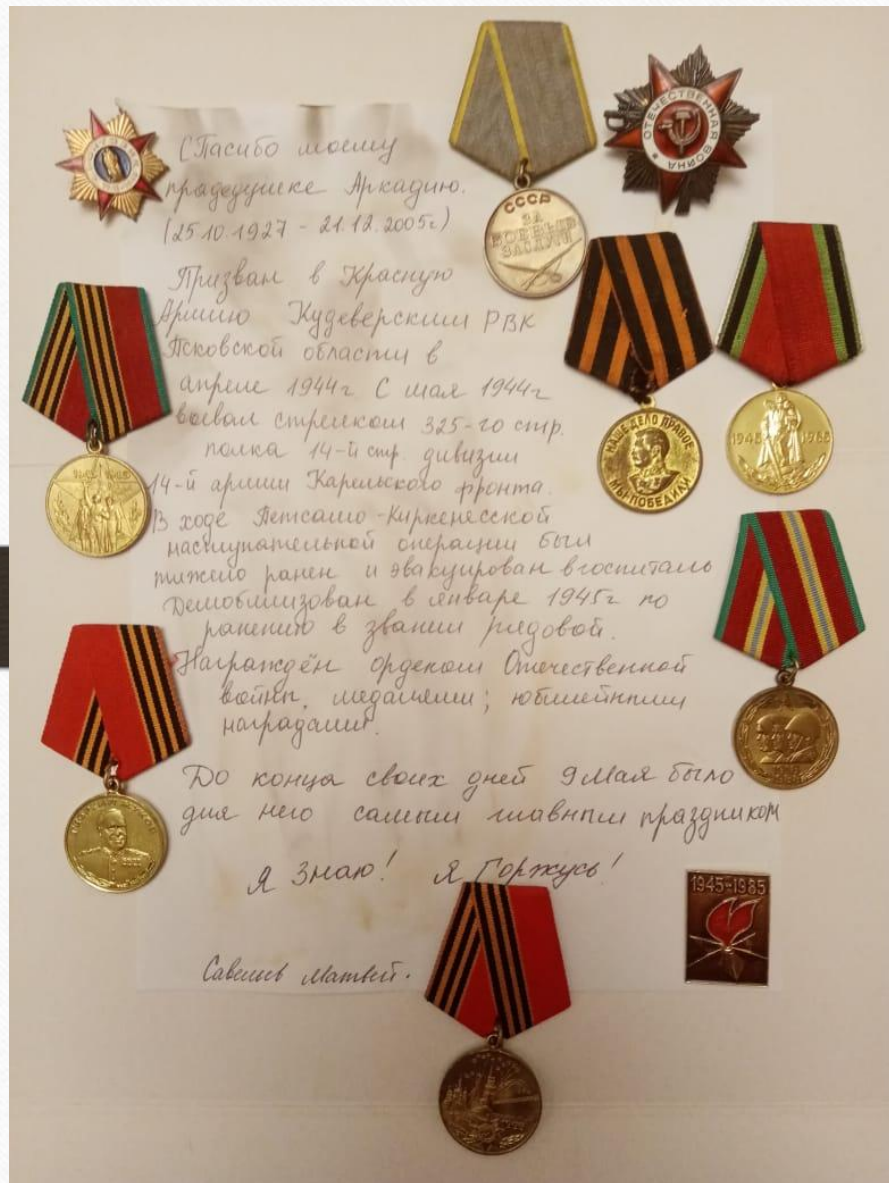 Спасибо моему
прадедушке Аркадию.
(25.10.1927 - 21.12.2005г)
Призван в Красную
Армию Кудеверским РВК
Псковской области в
апреле 1944г С мая 1944г
воевал стрелком 325-го стр.
полка 14-й стр. дивизии
14-й армии Карельского фронта.
В ходе Петсамо-Киркенесской
наступательной операции был
тяжело ранен и эвакуирован в госпиталь
Демобилизован в январе 1945г по
ранению в звании рядовой.
Награждён орденом Отечественной
войны, медалями; юбилейными
наградами.
До конца своих дней 9 Мая было
для него самым главным праздником
Я Знаю! Я Горжусь!
Матвей.
СССР
ЗА
БОЕВЫЕ
ЗАСЛУГИ
ОТЕЧЕСТВЕННАЯ ВОЙНА
НАШЕ ДЕЛО ПРАВОЕ
МЫ ПОБЕДИЛИ
1945 1965
1945-1985